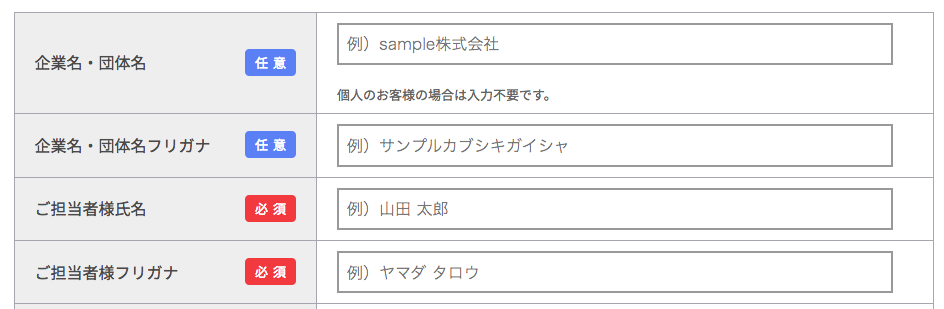 企業名・団体名 任意 例）sample株式会社
個人のお客様の場合は入力不要です。
企業名・団体名フリガナ 任意 例）サンプルカブシキガイシャ
ご担当者様氏名 必須 例）山田 太郎
ご担当者様フリガナ 必須 例）ヤマダ タロウ